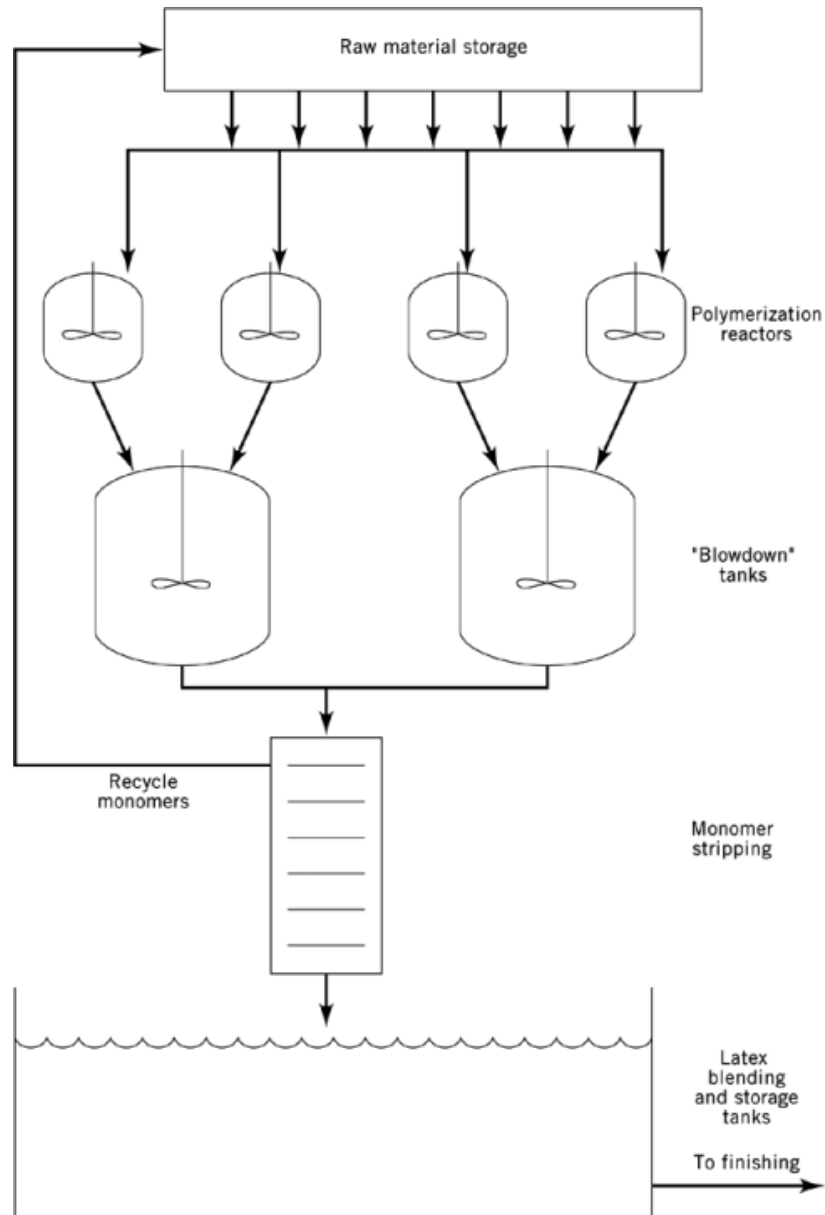 Raw material storage
Polymerization
reactors
"Blowdown"
tanks
Recycle
monomers
Monomer
stripping
Latex
blending
and storage
tanks
To finishing